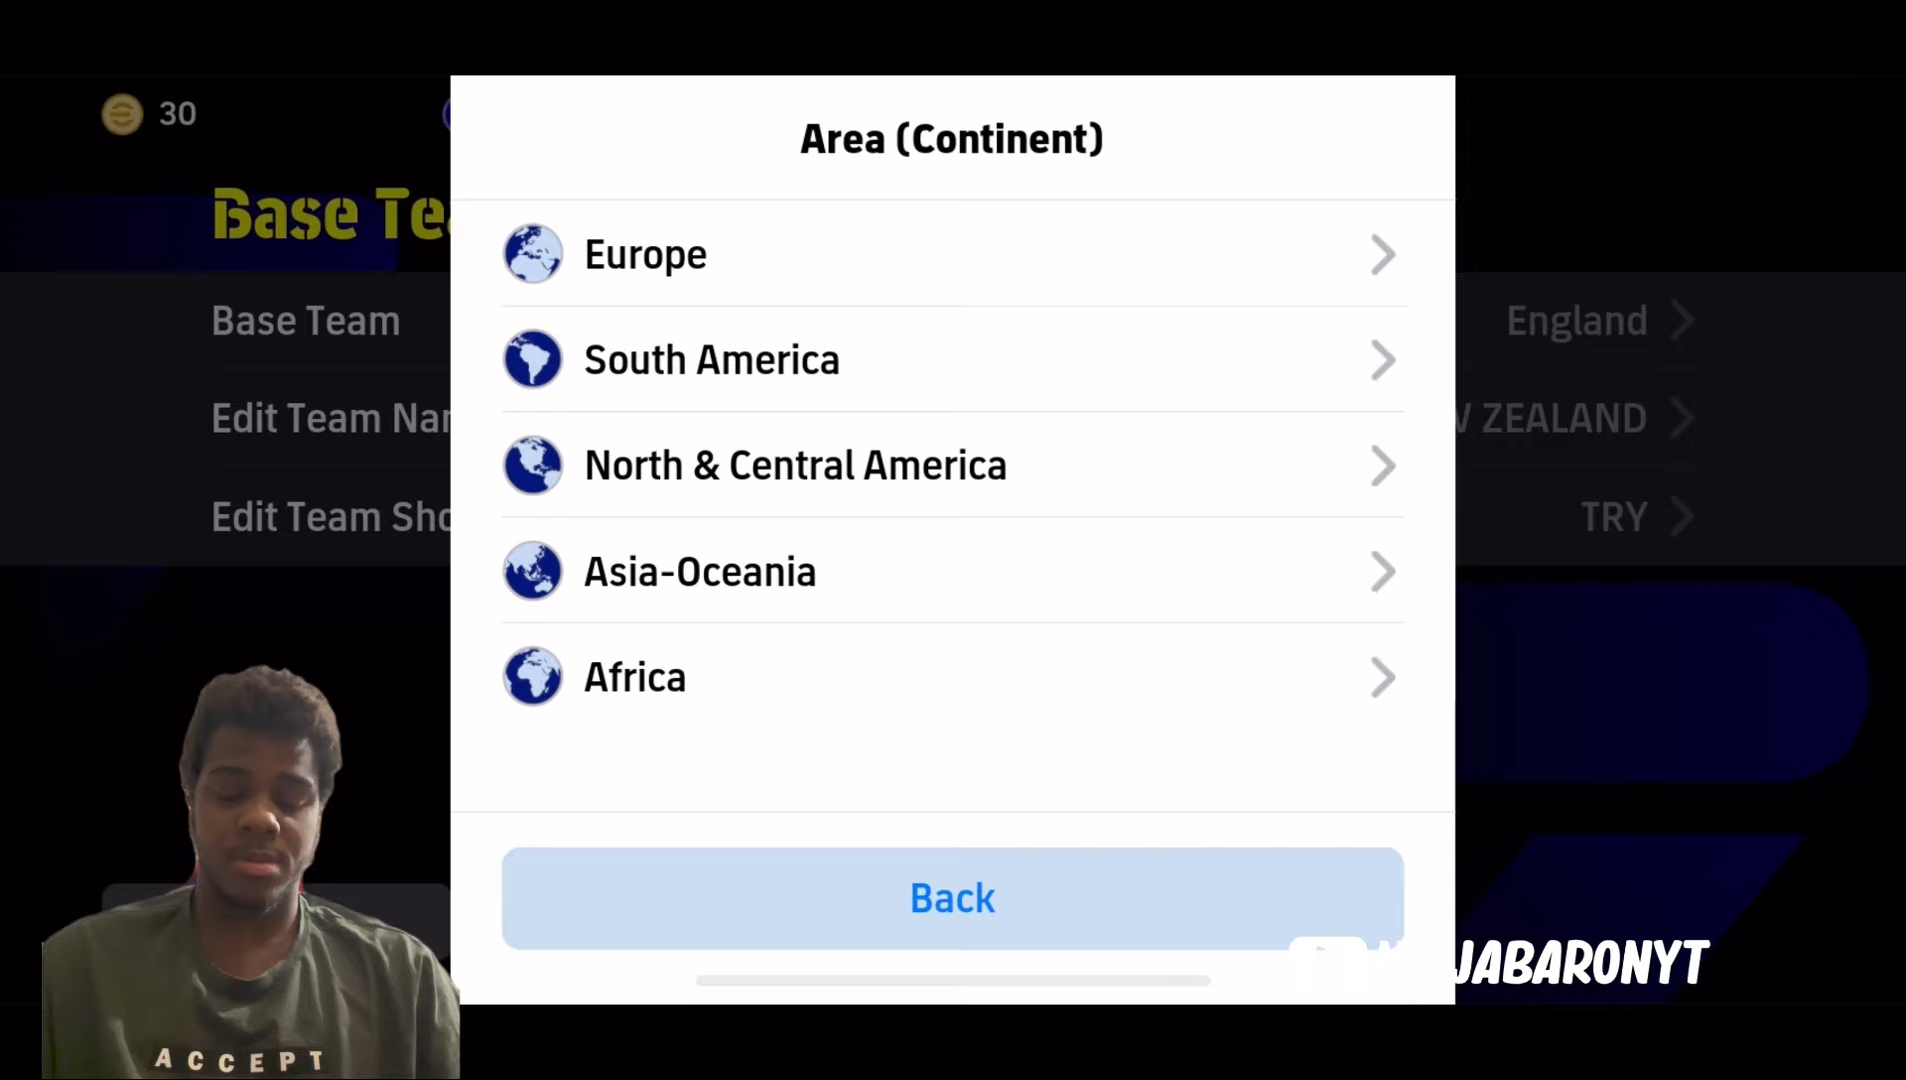 30
Area (Continent)
Base Te
Europe
Base Team
England
South America
Edit Team Nar
ZEALAND
North & Central America
Edit Team Sho
TRY
Asia-Oceania
Africa
Back
JABARONYT
ACCEPT